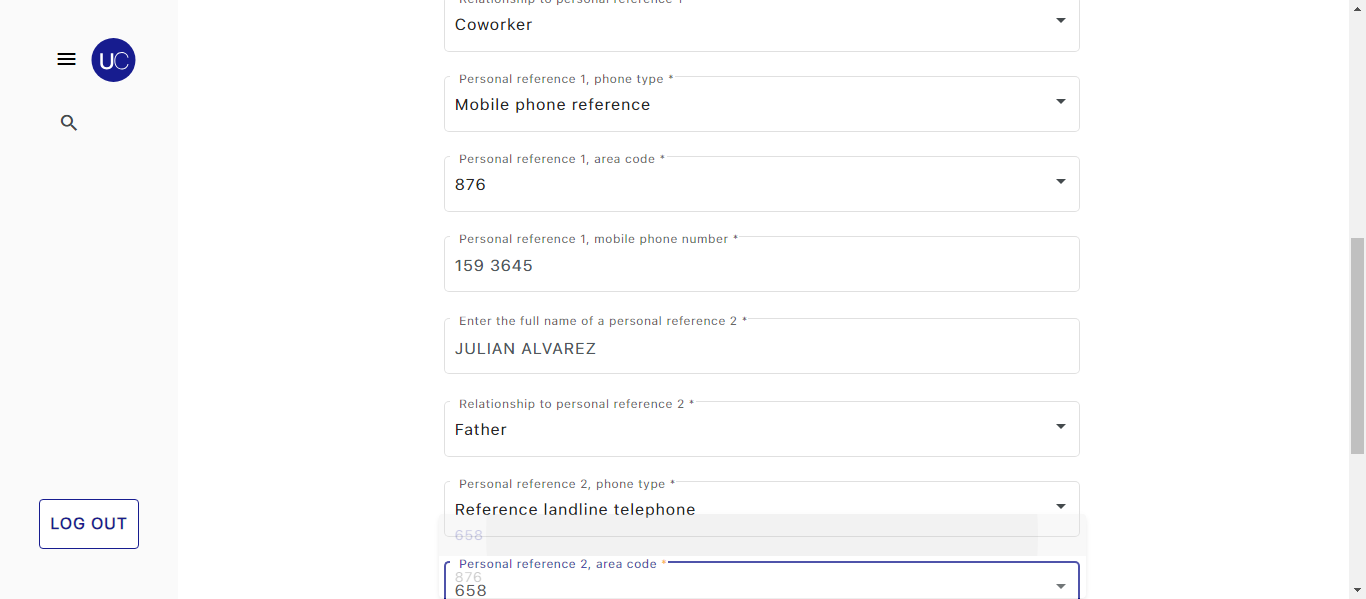 Relationship to personal reference 1
Coworker
UC
Personal reference 1, phone type *
Mobile phone reference
Personal reference 1, area code *
876
Personal reference 1, mobile phone number *
159 3645
Enter the full name of a personal reference 2 *
JULIAN ALVAREZ
Relationship to personal reference 2 *
Father
Personal reference 2, phone type *
Reference landline telephone
LOG OUT
658
Personal reference 2, area code *
876
658